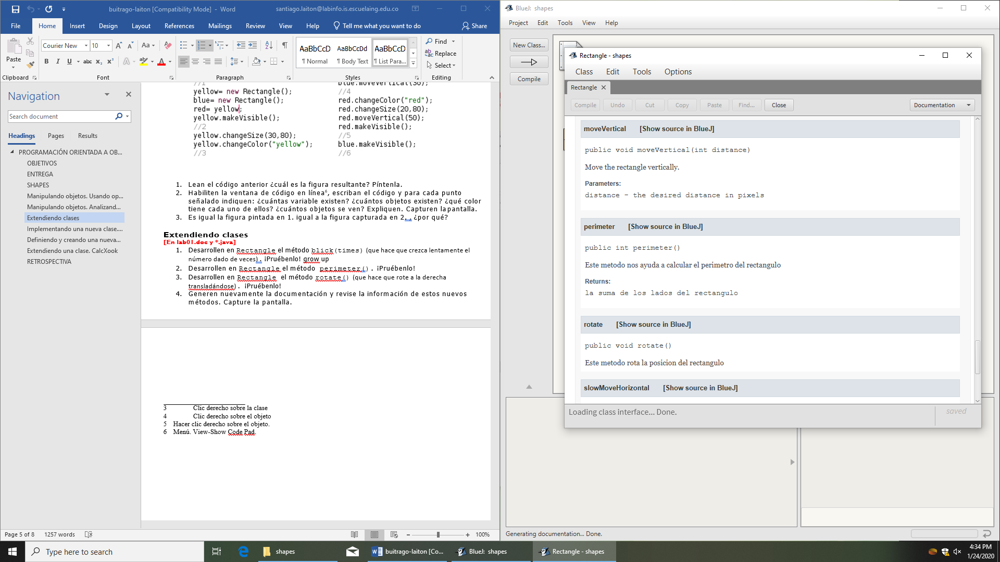 buitrago-laiton [Compatibility Mode] - Word
santiago.laiton@labinfo.is.escuelaing.edu.co
File Home Insert Design Layout References Mailings Review View Help Tell me what you want to do Share
Courier New 10
Paste
Clipboard
Font
Paragraph
AaBbCcD AaBbCcDd AaBbCcD
¶ Normal ¶ Body Text ¶ List Para...
Styles
Find
Replace
Select
Editing
Navigation
Search document
Headings Pages Results
PROGRAMACIÓN ORIENTADA A OB...
OBJETIVOS
ENTREGA
SHAPES
Manipulando objetos. Usando op...
Manipulando objetos. Analizand...
Extendiendo clases
Implementando una nueva clase....
Definiendo y creando una nueva...
Extendiendo una clase. CalcXook
RETROSPECTIVA
//1
yellow= new Rectangle();
blue= new Rectangle();
red= yellow;
yellow.makeVisible();
//2
yellow.changeSize(30,80);
yellow.changeColor("yellow");
//3
blue.moveVertical(30);
//4
red.changeColor("red");
red.changeSize(20,80);
red.moveVertical(50);
red.makeVisible();
//5
blue.makeVisible();
//6
1. Lean el código anterior ¿cuál es la figura resultante? Píntenla.
2. Habiliten la ventana de código en línea6, escriban el código y para cada punto
señalado indiquen: ¿cuántas variable existen? ¿cuántos objetos existen? ¿qué color
tiene cada uno de ellos? ¿cuántos objetos se ven? Expliquen. Capturen la pantalla.
3. Es igual la figura pintada en 1. igual a la figura capturada en 2. , ¿por qué?
Extendiendo clases
[En lab01.doc y *.java]
1. Desarrollen en Rectangle el método blick(times) (que hace que crezca lentamente el
número dado de veces). ¡Pruébenlo! grow up
2. Desarrollen en Rectangle el método perimeter() . ¡Pruébenlo!
3. Desarrollen en Rectangle el método rotate() (que hace que rote a la derecha
transladándose) . ¡Pruébenlo!
4. Generen nuevamente la documentación y revise la información de estos nuevos
métodos. Capture la pantalla.
3 Clic derecho sobre la clase
4 Clic derecho sobre el objeto
5 Hacer clic derecho sobre el objeto.
6 Menú. View-Show Code Pad.
Page 5 of 8 1257 words
100%
BlueJ: shapes
Project Edit Tools View Help
New Class...
Compile
Rectangle - shapes
Class Edit Tools Options
Rectangle
Compile Undo Cut Copy Paste Find... Close Documentation
moveVertical [Show source in BlueJ]
public void moveVertical(int distance)
Move the rectangle vertically.
Parameters:
distance - the desired distance in pixels
perimeter [Show source in BlueJ]
public int perimeter()
Este metodo nos ayuda a calcular el perimetro del rectangulo
Returns:
la suma de los lados del rectangulo
rotate [Show source in BlueJ]
public void rotate()
Este metodo rota la posicion del rectangulo
slowMoveHorizontal [Show source in BlueJ]
Loading class interface... Done.
saved
Generating documentation... Done.
Type here to search
shapes
buitrago-laiton [Co...
BlueJ: shapes
Rectangle - shapes
4:34 PM
1/24/2020